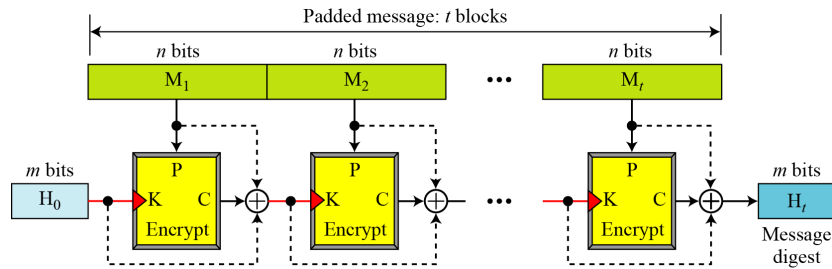 Padded message: t blocks
n bits n bits n bits
M₁ M₂ ••• Mₜ
m bits P P P m bits
H₀ K C K C ••• K C Hₜ
Encrypt Encrypt Encrypt Message
digest